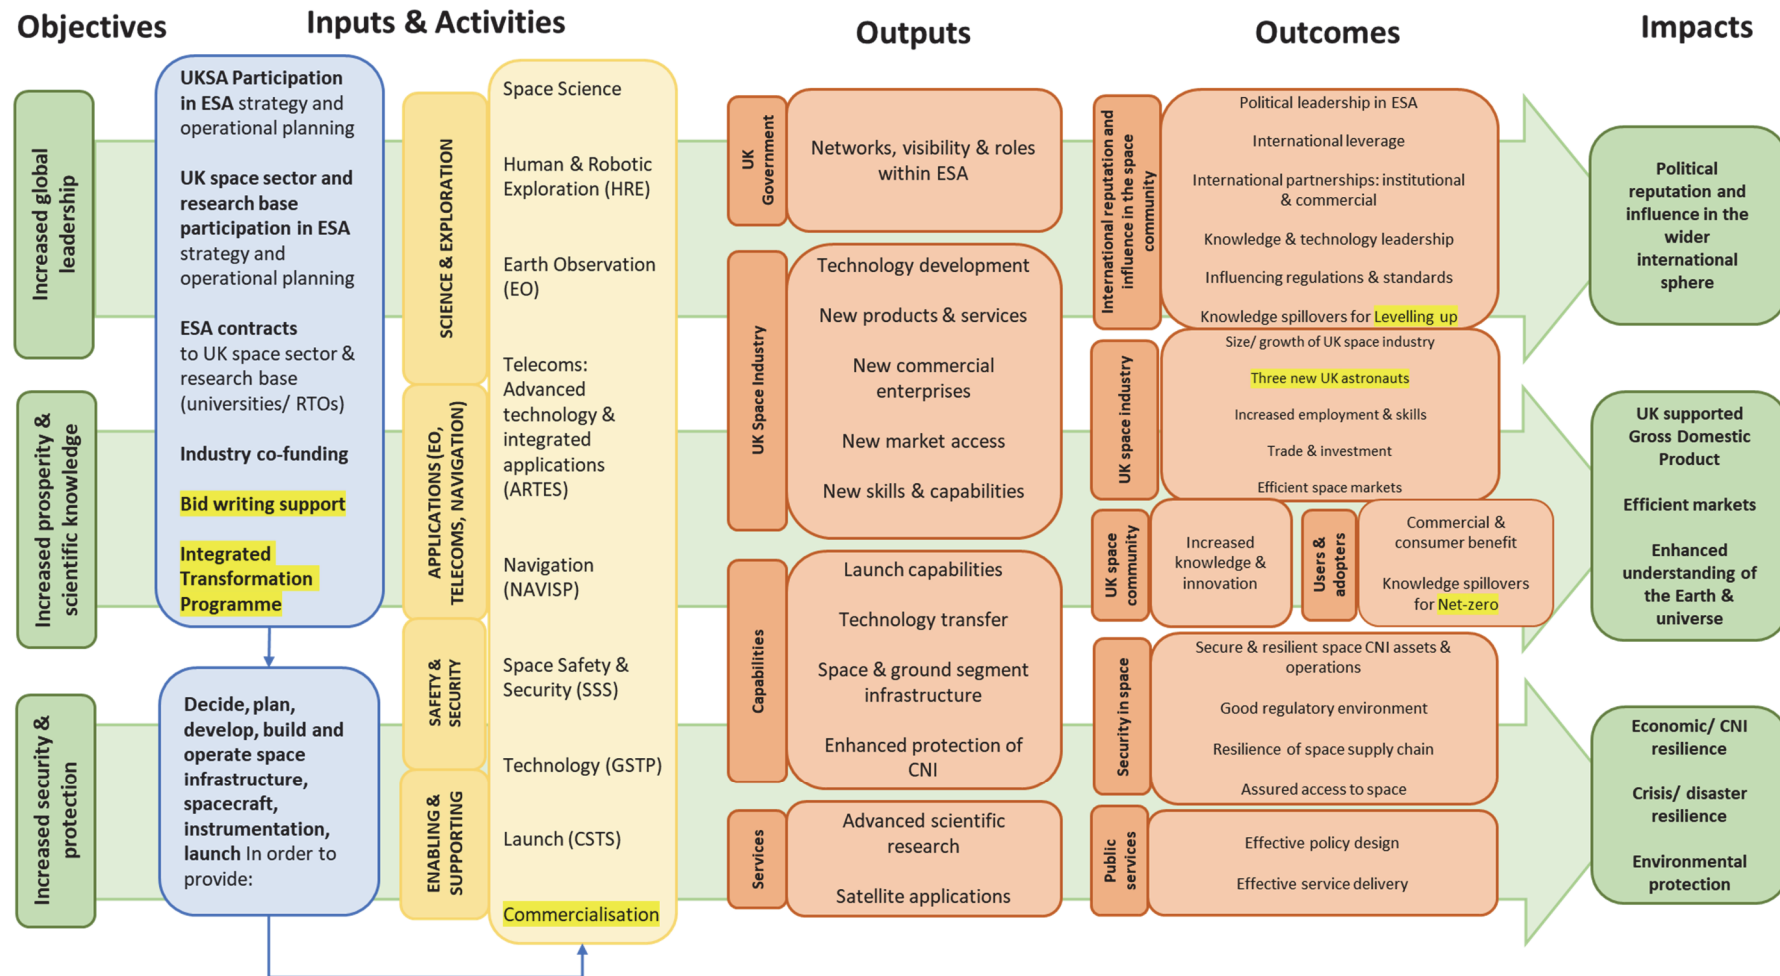 Objectives
Inputs & Activities
Outputs
Outcomes
Impacts
Increased global
leadership
Increased prosperity &
scientific knowledge
Increased security &
protection
UKSA Participation
in ESA strategy and
operational planning
UK space sector and
research base
participation in ESA
strategy and
operational planning
ESA contracts
to UK space sector &
research base
(universities/ RTOs)
Industry co-funding
Bid writing support
Integrated
Transformation
Programme
Decide, plan,
develop, build and
operate space
infrastructure,
spacecraft,
instrumentation,
launch In order to
provide:
SCIENCE & EXPLORATION
APPLICATIONS (EO,
TELECOMS, NAVIGATION)
SAFETY &
SECURITY
ENABLING &
SUPPORTING
Space Science
Human & Robotic
Exploration (HRE)
Earth Observation
(EO)
Telecoms:
Advanced
technology &
integrated
applications
(ARTES)
Navigation
(NAVISP)
Space Safety &
Security (SSS)
Technology (GSTP)
Launch (CSTS)
Commercialisation
UK
Government
Networks, visibility & roles
within ESA
UK Space Industry
Technology development
New products & services
New commercial
enterprises
New market access
New skills & capabilities
Capabilities
Launch capabilities
Technology transfer
Space & ground segment
infrastructure
Enhanced protection of
CNI
Services
Advanced scientific
research
Satellite applications
International reputation and
influence in the space
community
Political leadership in ESA
International leverage
International partnerships: institutional
& commercial
Knowledge & technology leadership
Influencing regulations & standards
Knowledge spillovers for Levelling up
UK space industry
Size/ growth of UK space industry
Three new UK astronauts
Increased employment & skills
Trade & investment
Efficient space markets
UK space
community
Increased
knowledge &
innovation
Users &
adopters
Commercial &
consumer benefit
Knowledge spillovers
for Net-zero
Security in space
Secure & resilient space CNI assets &
operations
Good regulatory environment
Resilience of space supply chain
Assured access to space
Public
services
Effective policy design
Effective service delivery
Political
reputation and
influence in the
wider
international
sphere
UK supported
Gross Domestic
Product
Efficient markets
Enhanced
understanding of
the Earth &
universe
Economic/ CNI
resilience
Crisis/ disaster
resilience
Environmental
protection